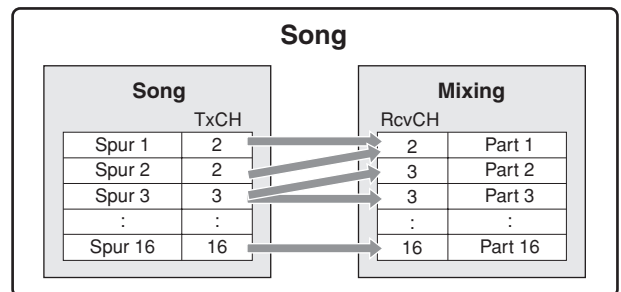 Song
Song Mixing
TxCH RcvCH
Spur 1 2 2 Part 1
Spur 2 2 3 Part 2
Spur 3 3 3 Part 3
: : : :
Spur 16 16 16 Part 16